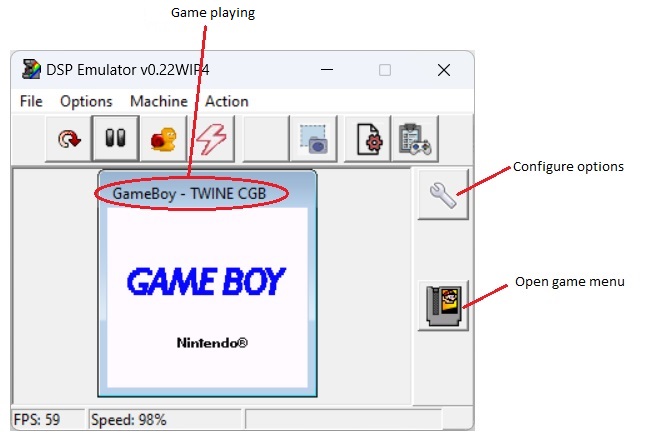 Game playing
DSP Emulator v0.22WIP4
File Options Machine Action
Configure options
GameBoy - TWINE CGB
GAME BOY
Open game menu
Nintendo®
FPS: 59 Speed: 98%